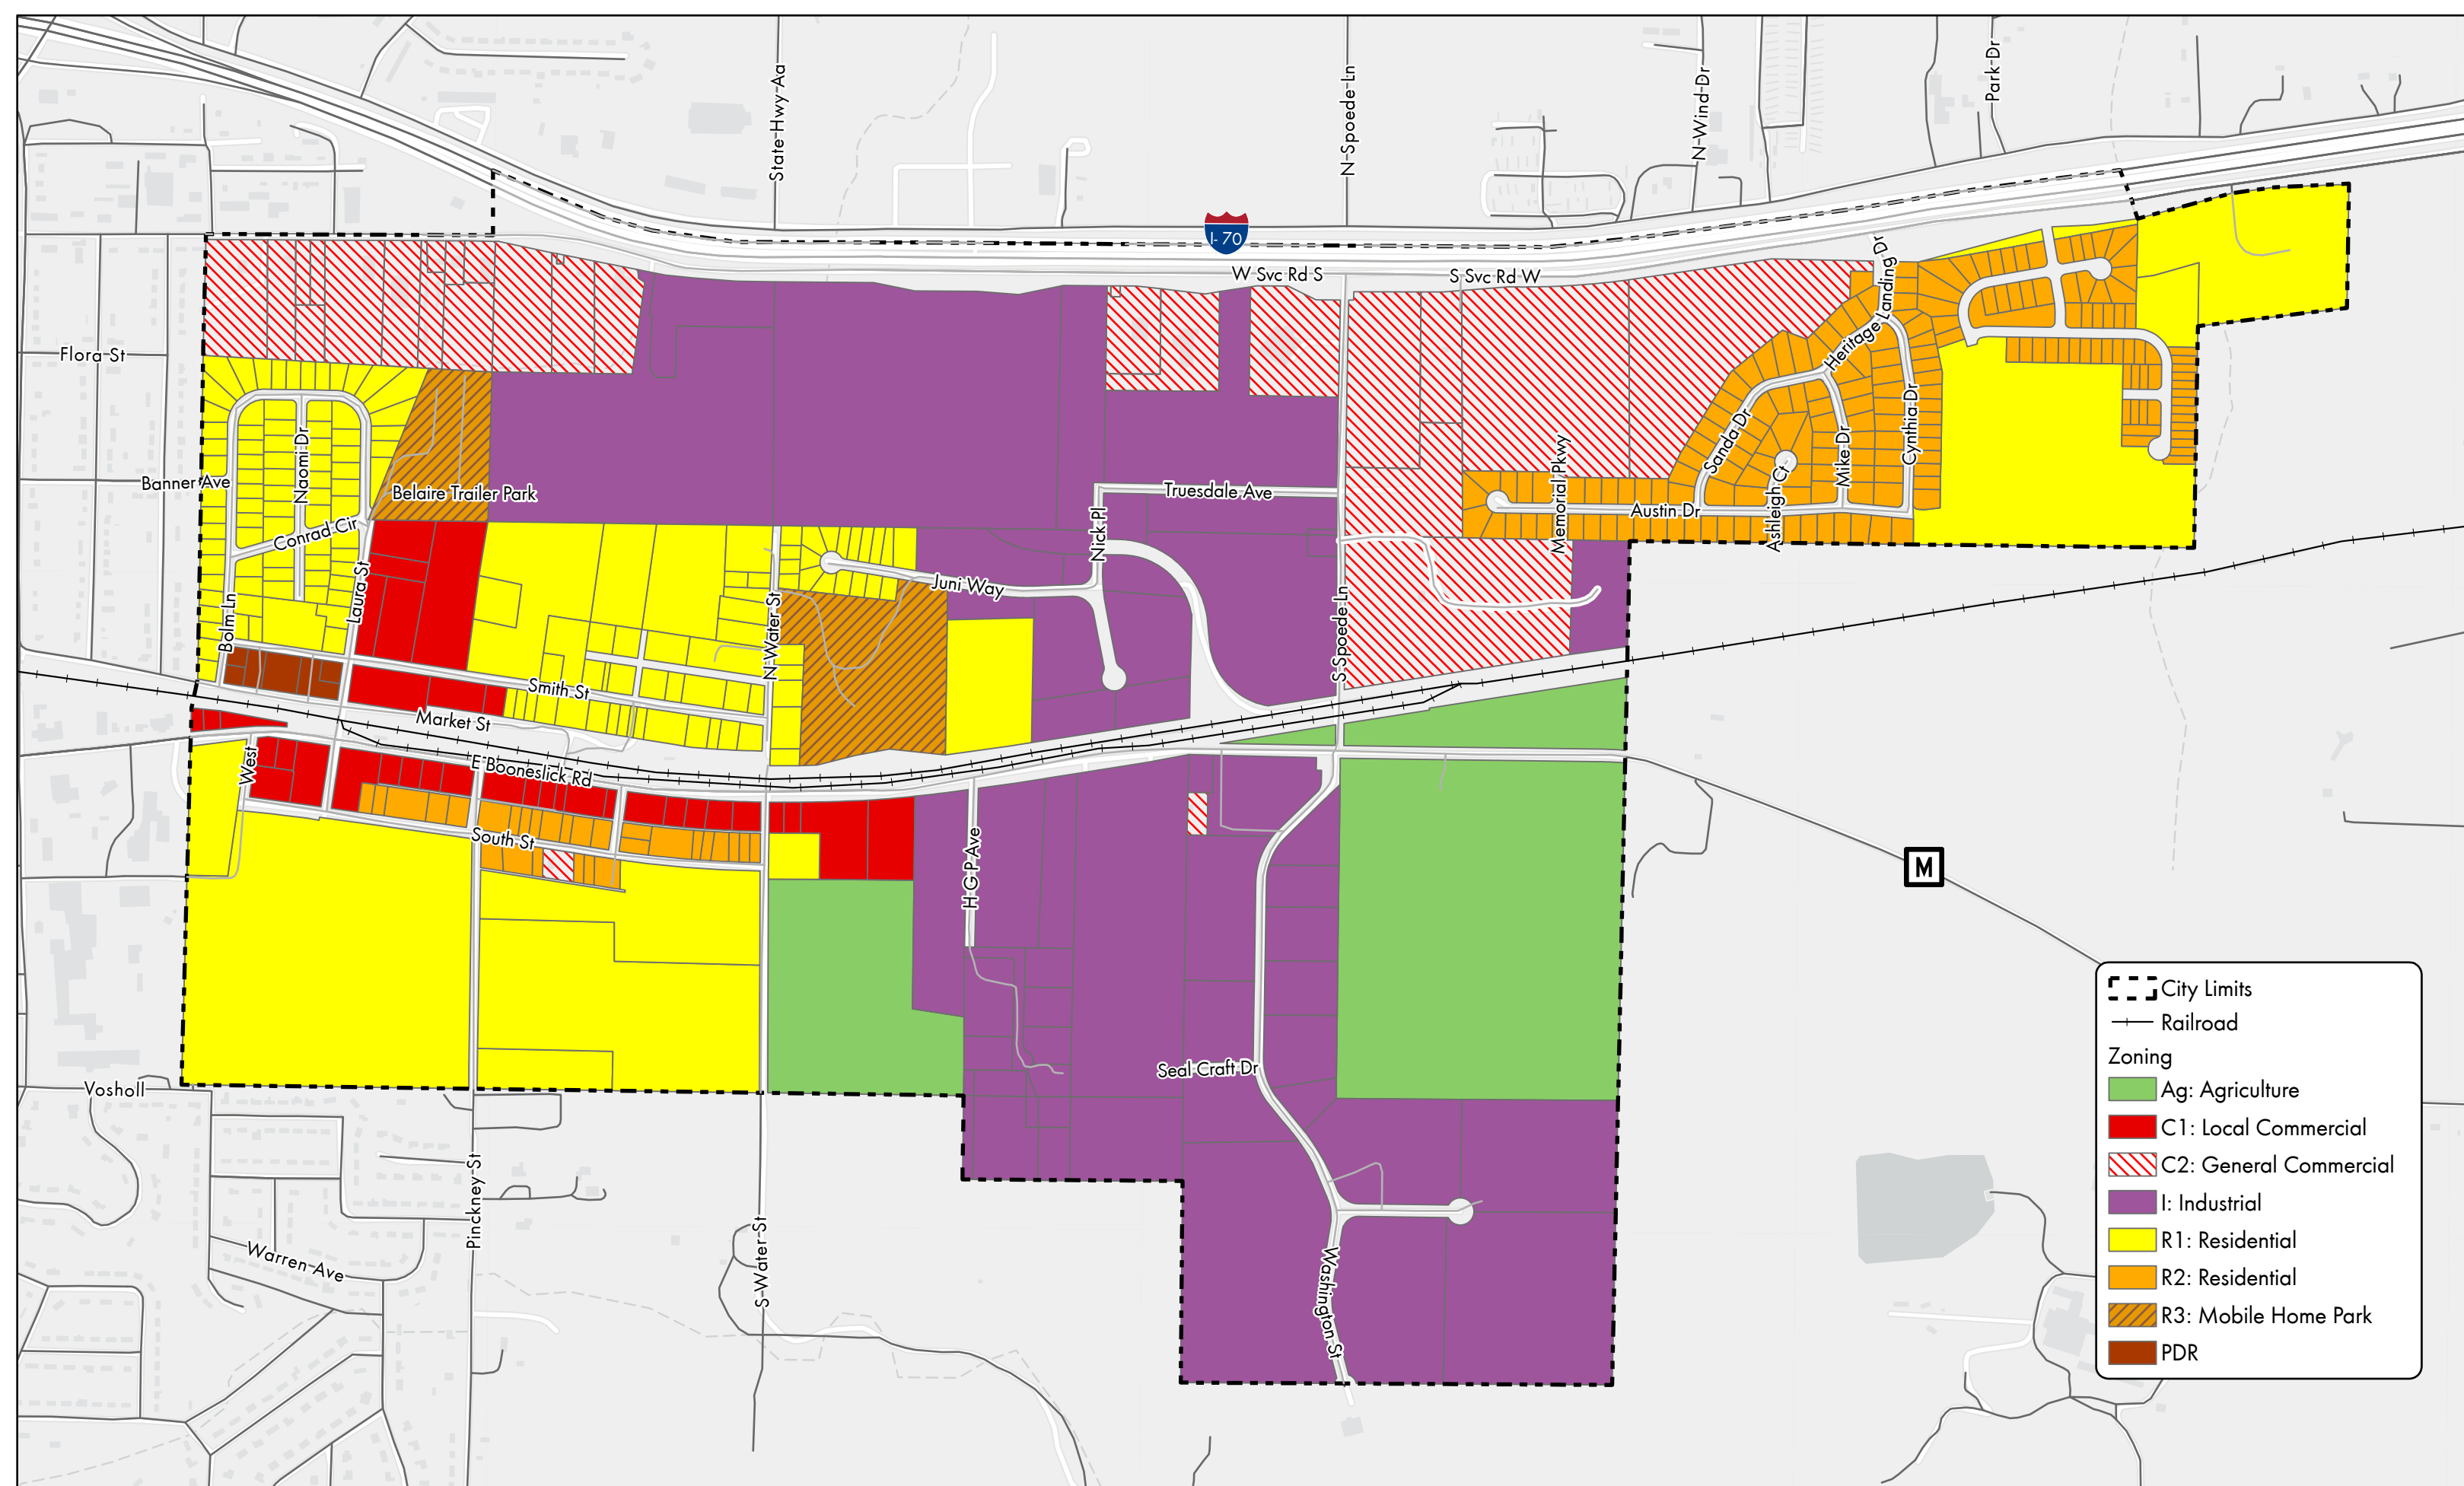 State-Hwy-Aa
N-Spoede-Ln
N-Wind-Dr
Park-Dr
I-70
W Svc Rd S
S Svc Rd W
Heritage-Landing-Dr
Flora St
Banner Ave
Naomi Dr
Belaire Trailer Park
Conrad Cir
Laura St
Bolm Ln
Truesdale Ave
Nick Pl
Juni Way
N-Water St
S-Spoede-Ln
Memorial-Pkwy
Austin Dr
Sanda Dr
Ashleigh Ct
Mike Dr
Cynthia Dr
Smith St
Market St
West
E Booneslick Rd
South St
H G P Ave
M
Seal Craft Dr
Vosholl
Pinckney-St
Warren Ave
S-Water-St
Washington St
City Limits
Railroad
Zoning
Ag: Agriculture
C1: Local Commercial
C2: General Commercial
I: Industrial
R1: Residential
R2: Residential
R3: Mobile Home Park
PDR